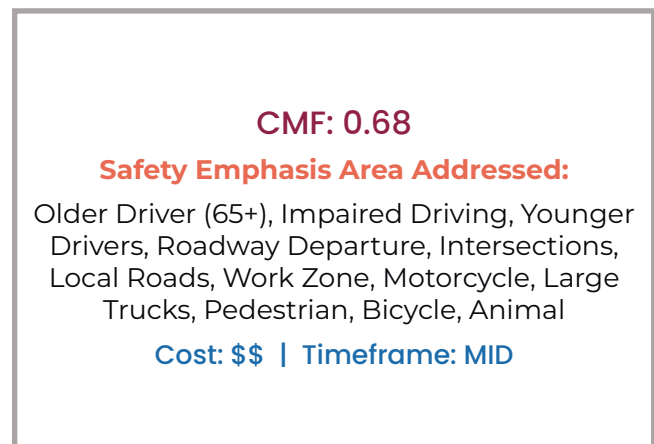 CMF: 0.68
Safety Emphasis Area Addressed:
Older Driver (65+), Impaired Driving, Younger
Drivers, Roadway Departure, Intersections,
Local Roads, Work Zone, Motorcycle, Large
Trucks, Pedestrian, Bicycle, Animal
Cost: $$ | Timeframe: MID